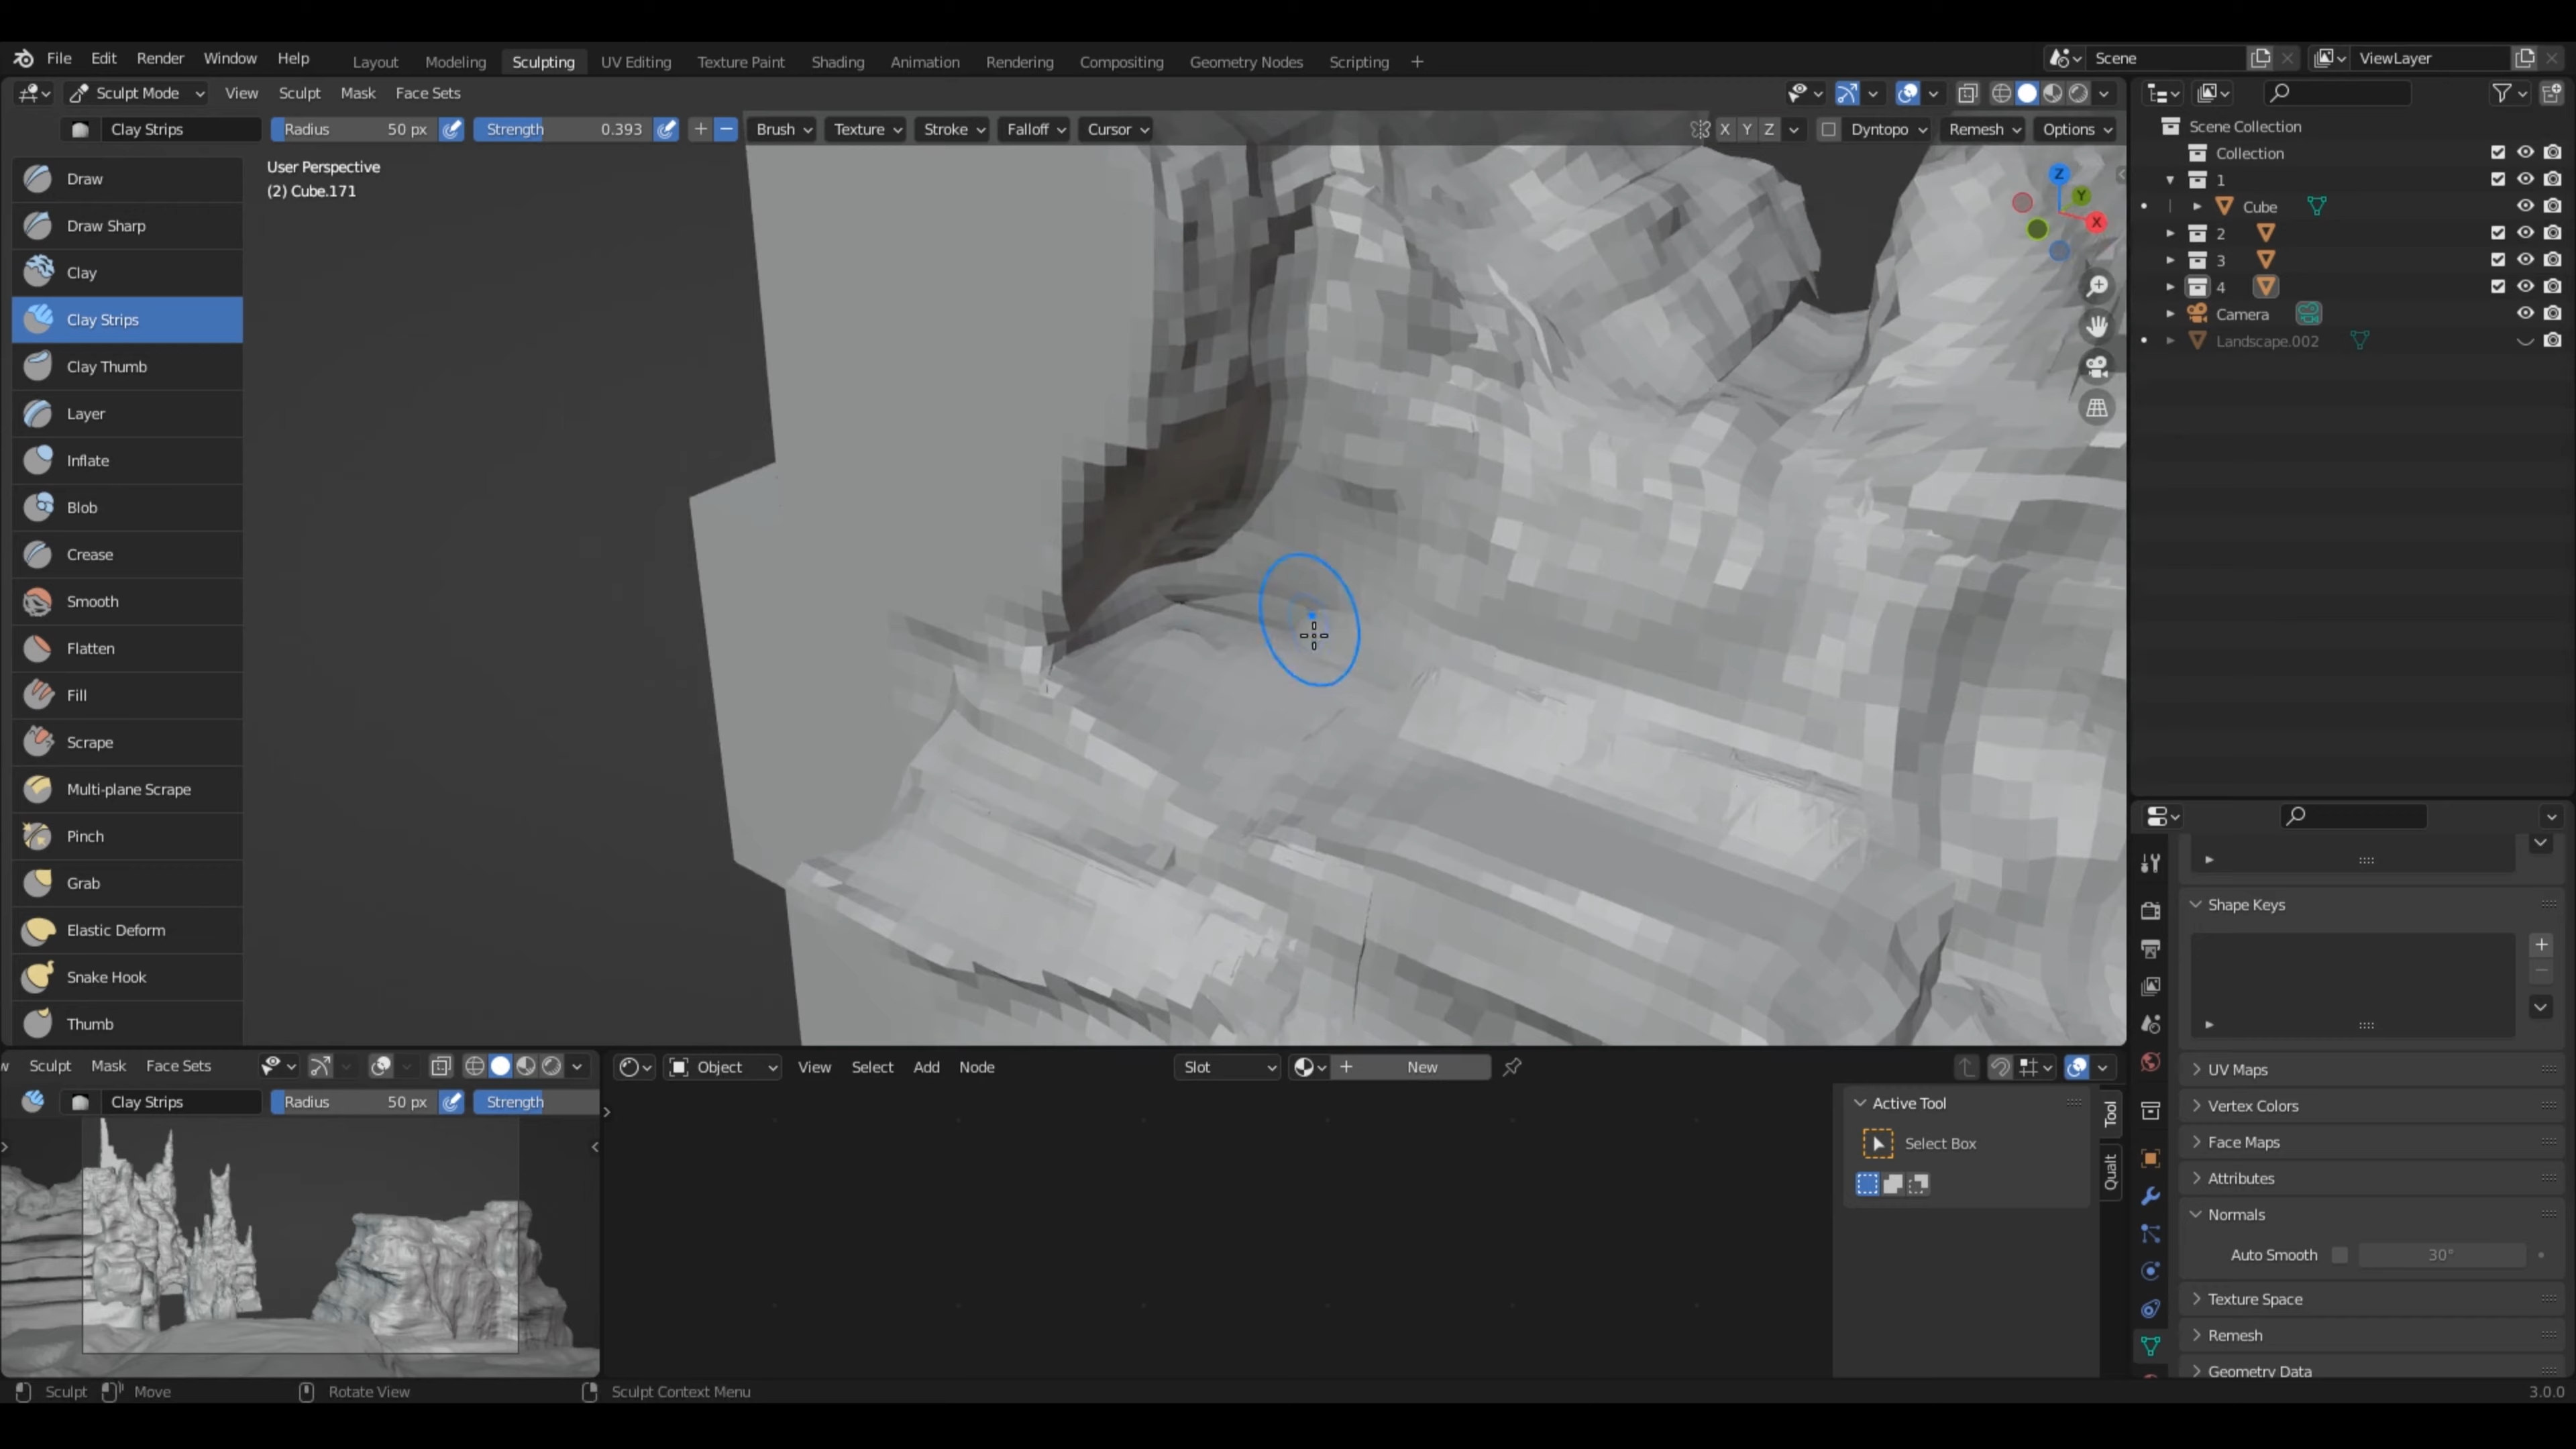 File Edit Render Window Help Layout Modeling Sculpting UV Editing Texture Paint Shading Animation Rendering Compositing Geometry Nodes Scripting + Scene ViewLayer
Sculpt Mode View Sculpt Mask Face Sets
Clay Strips Radius 50 px Strength 0.393 Brush Texture Stroke Falloff Cursor X Y Z Dyntopo Remesh Options
User Perspective
(2) Cube.171
Draw
Draw Sharp
Clay
Clay Strips
Clay Thumb
Layer
Inflate
Blob
Crease
Smooth
Flatten
Fill
Scrape
Multi-plane Scrape
Pinch
Grab
Elastic Deform
Snake Hook
Thumb
Z
Y
X
Scene Collection
Collection
1
Cube
2
3
4
Camera
Landscape.002
Shape Keys
UV Maps
Vertex Colors
Face Maps
Attributes
Normals
Auto Smooth 30°
Texture Space
Remesh
Geometry Data
w Sculpt Mask Face Sets
Clay Strips Radius 50 px Strength
Object View Select Add Node Slot New
Active Tool
Select Box
Tool
Qualt
Sculpt Move Rotate View Sculpt Context Menu 3.0.0